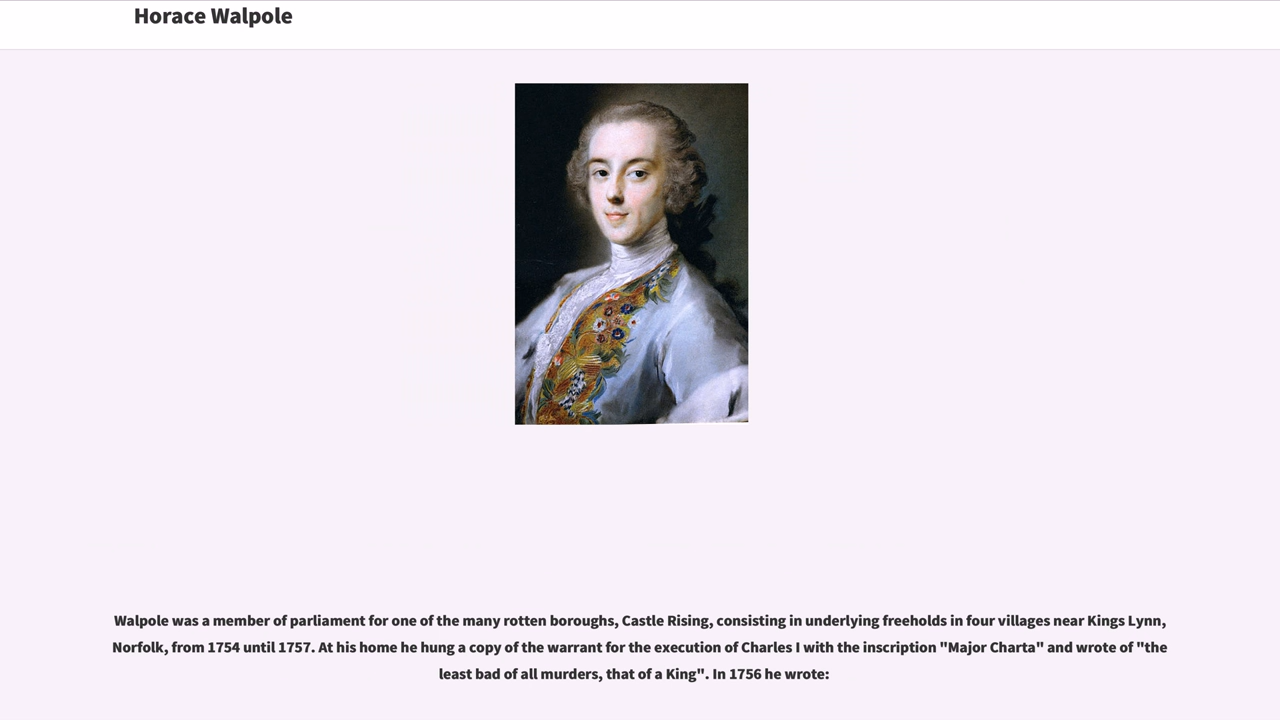 Horace Walpole
Walpole was a member of parliament for one of the many rotten boroughs, Castle Rising, consisting in underlying freeholds in four villages near Kings Lynn,
Norfolk, from 1754 until 1757. At his home he hung a copy of the warrant for the execution of Charles I with the inscription "Major Charta" and wrote of "the
least bad of all murders, that of a King". In 1756 he wrote: